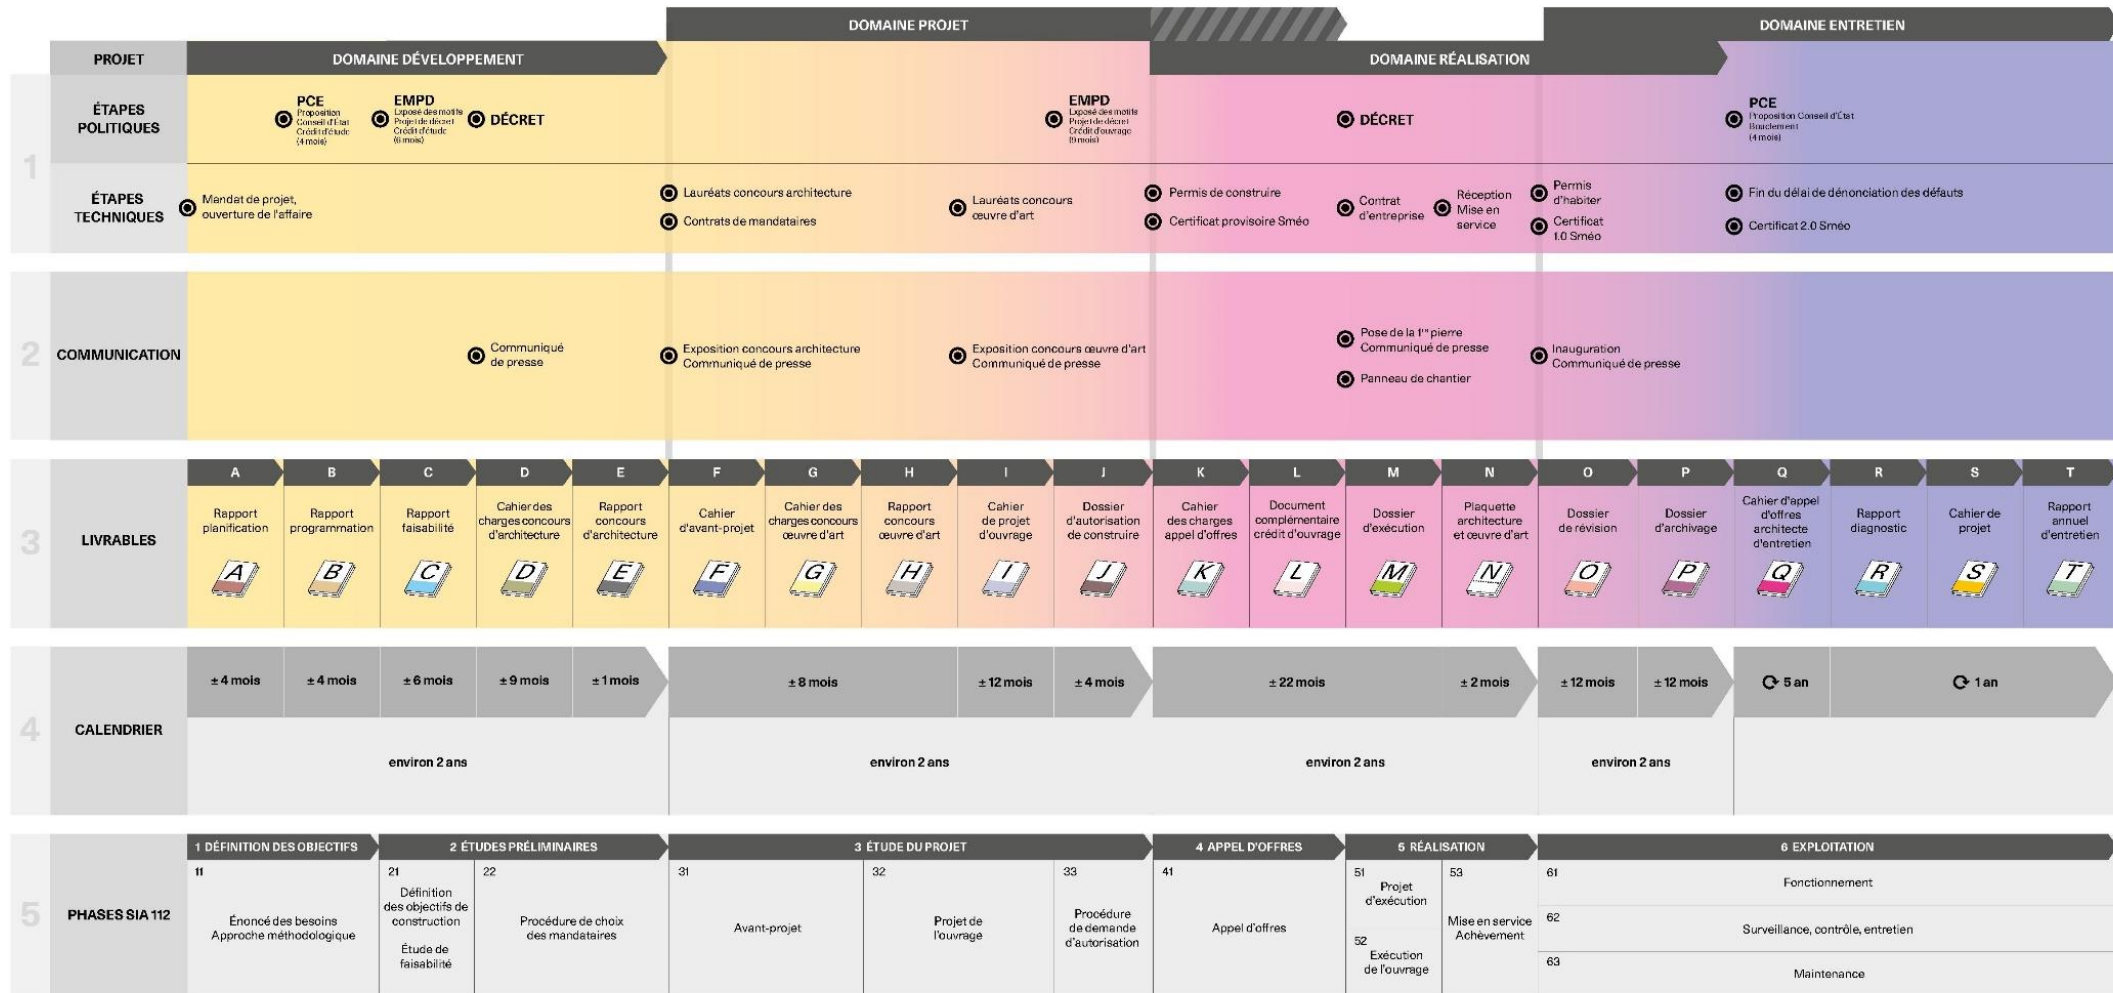 DOMAINE PROJET
DOMAINE ENTRETIEN
PROJET
DOMAINE DÉVELOPPEMENT
DOMAINE RÉALISATION
1
ÉTAPES
POLITIQUES
PCE
Proposition
Conseil d'État
Crédit d'étude
(4 mois)
EMPD
Exposé des motifs
Projet de décret
Crédit d'étude
(6 mois)
DÉCRET
EMPD
Exposé des motifs
Projet de décret
Crédit d'ouvrage
(9 mois)
DÉCRET
PCE
Proposition Conseil d'État
Bouclement
(4 mois)
ÉTAPES
TECHNIQUES
Mandat de projet,
ouverture de l'affaire
Lauréats concours architecture
Contrats de mandataires
Lauréats concours
œuvre d'art
Permis de construire
Certificat provisoire Sméo
Contrat
d'entreprise
Réception
Mise en
service
Permis
d'habiter
Certificat
1.0 Sméo
Fin du délai de dénonciation des défauts
Certificat 2.0 Sméo
2
COMMUNICATION
Communiqué
de presse
Exposition concours architecture
Communiqué de presse
Exposition concours œuvre d'art
Communiqué de presse
Pose de la 1re pierre
Communiqué de presse
Panneau de chantier
Inauguration
Communiqué de presse
3
LIVRABLES
A
Rapport
planification
A
B
Rapport
programmation
B
C
Rapport
faisabilité
C
D
Cahier des
charges concours
d'architecture
D
E
Rapport
concours
d'architecture
E
F
Cahier
d'avant-projet
F
G
Cahier des
charges concours
œuvre d'art
G
H
Rapport
concours
œuvre d'art
H
I
Cahier
de projet
d'ouvrage
I
J
Dossier
d'autorisation
de construire
J
K
Cahier
des charges
appel d'offres
K
L
Document
complémentaire
crédit d'ouvrage
L
M
Dossier
d'exécution
M
N
Plaquette
architecture
et œuvre d'art
N
O
Dossier
de révision
O
P
Dossier
d'archivage
P
Q
Cahier d'appel
d'offres
architecte
d'entretien
Q
R
Rapport
diagnostic
R
S
Cahier de
projet
S
T
Rapport
annuel
d'entretien
T
4
CALENDRIER
± 4 mois
± 4 mois
± 6 mois
± 9 mois
± 1 mois
± 8 mois
± 12 mois
± 4 mois
± 22 mois
± 2 mois
± 12 mois
± 12 mois
5 an
1 an
environ 2 ans
environ 2 ans
environ 2 ans
environ 2 ans
5
PHASES SIA 112
1 DÉFINITION DES OBJECTIFS
2 ÉTUDES PRÉLIMINAIRES
3 ÉTUDE DU PROJET
4 APPEL D'OFFRES
5 RÉALISATION
6 EXPLOITATION
11
Énoncé des besoins
Approche méthodologique
21
Définition
des objectifs de
construction
Étude de
faisabilité
22
Procédure de choix
des mandataires
31
Avant-projet
32
Projet de
l'ouvrage
33
Procédure
de demande
d'autorisation
41
Appel d'offres
51
Projet
d'exécution
52
Exécution
de l'ouvrage
53
Mise en service
Achèvement
61
Fonctionnement
62
Surveillance, contrôle, entretien
63
Maintenance